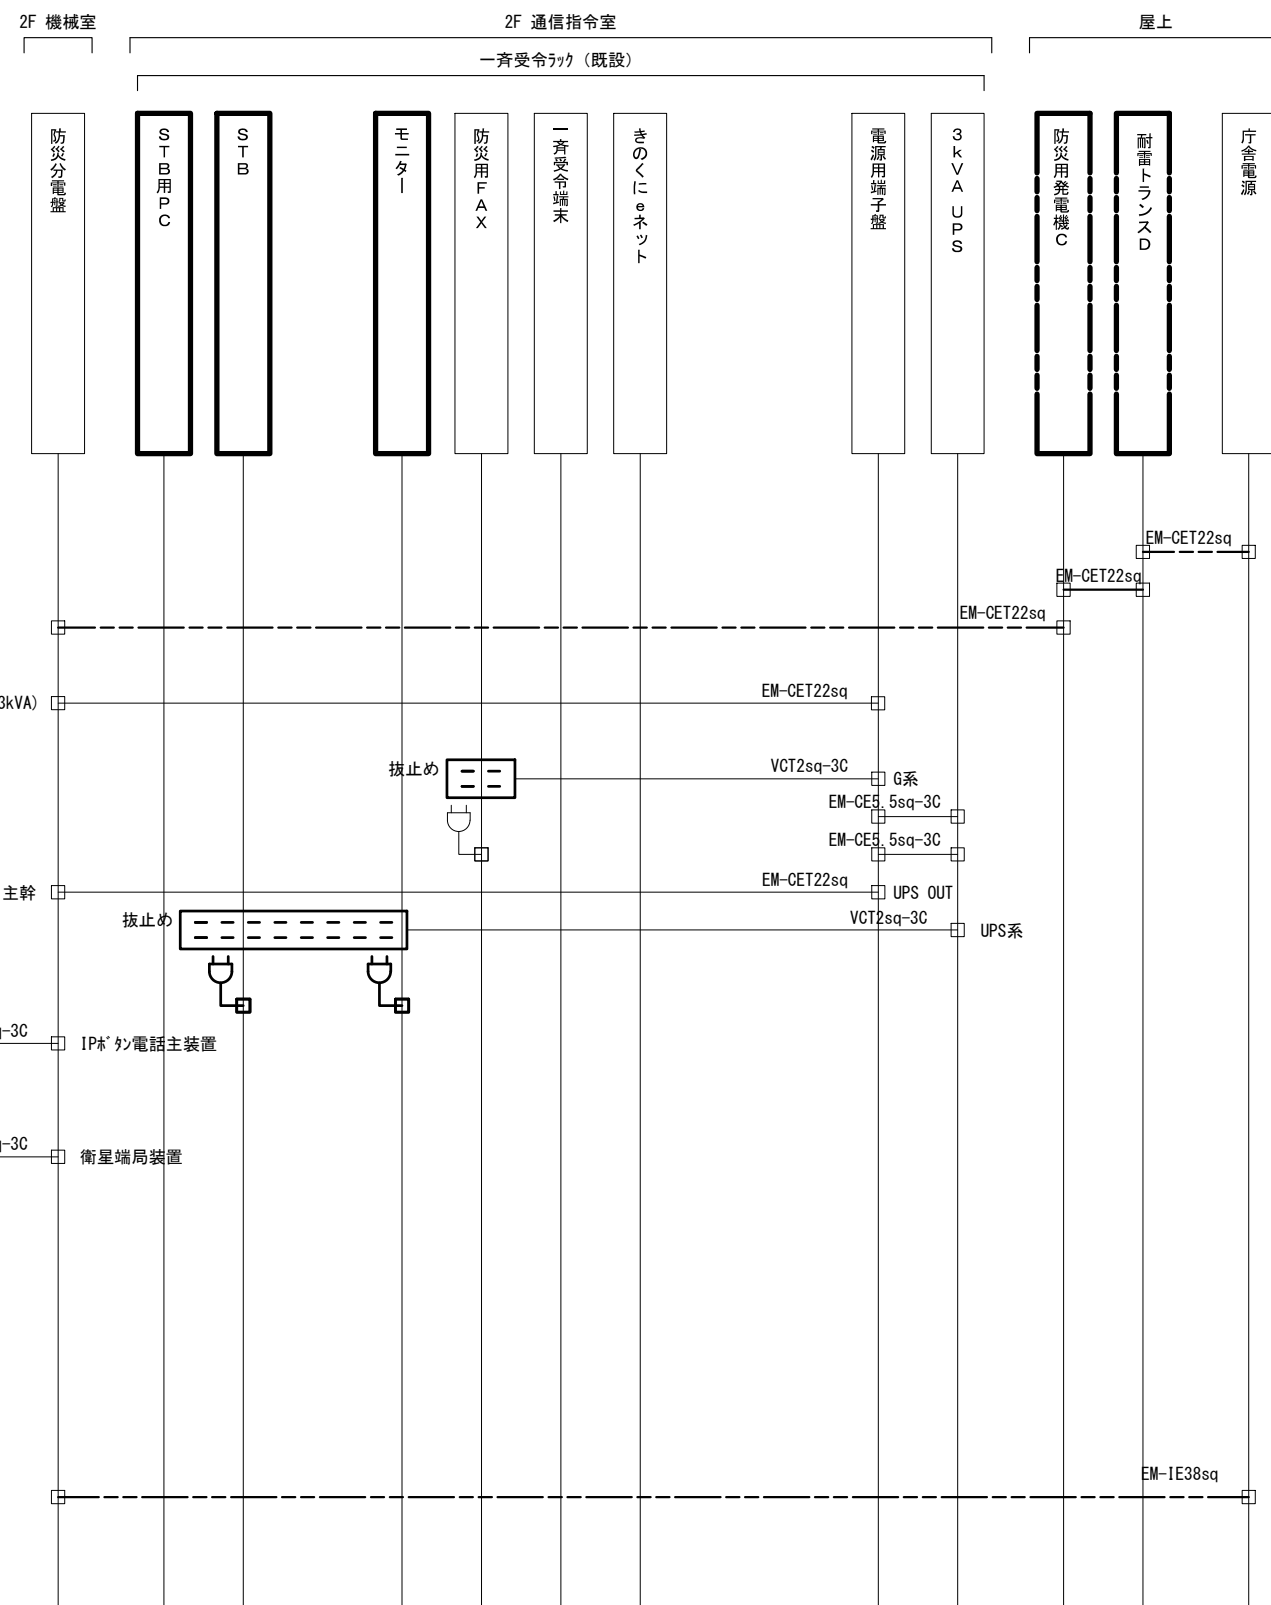 2F 機械室
2F 通信指令室
屋上
一斉受令ﾗｯｸ（既設）
防災分電盤
STB用PC
STB
モニター
防災用FAX
一斉受令端末
きのくにeネット
電源用端子盤
3kVA UPS
防災用発電機C
耐雷トランスD
庁舎電源
EM-CET22sq
EM-CET22sq
EM-CET22sq
3kVA)
EM-CET22sq
抜止め
VCT2sq-3C
G系
EM-CE5.5sq-3C
EM-CE5.5sq-3C
主幹
EM-CET22sq
UPS OUT
抜止め
VCT2sq-3C
UPS系
q-3C
IPﾎﾞﾀﾝ電話主装置
q-3C
衛星端局装置
EM-IE38sq